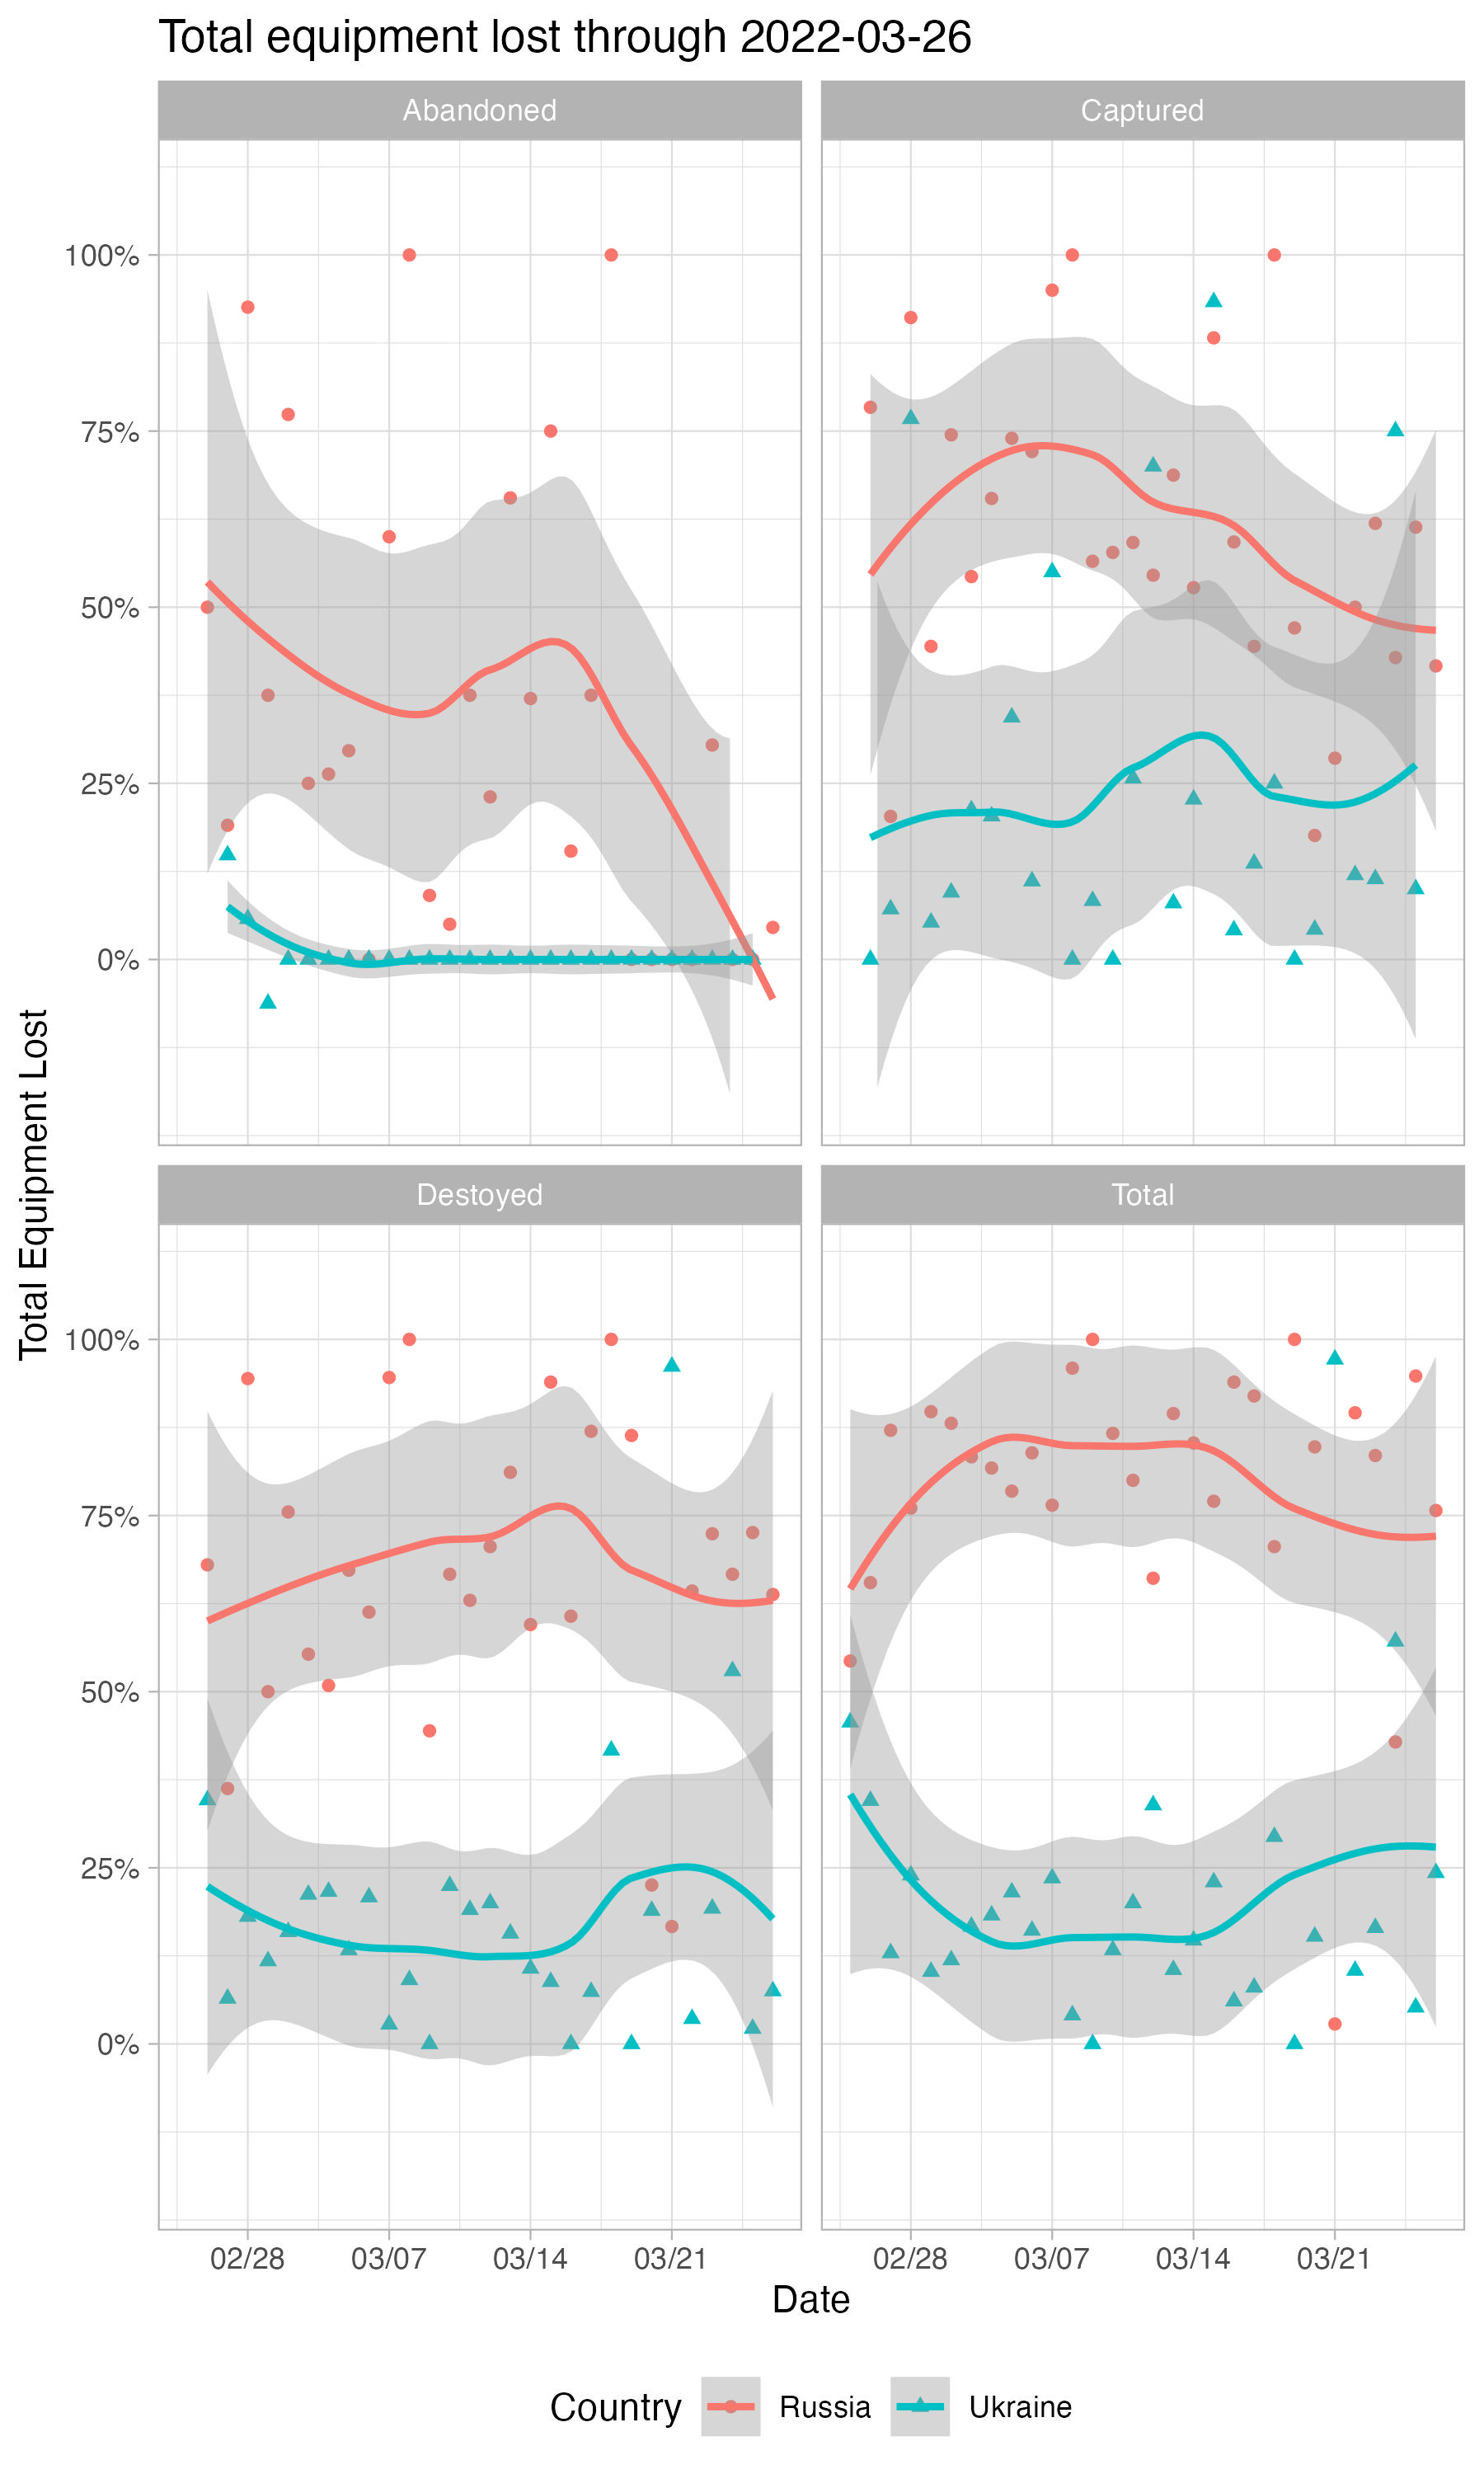 Total equipment lost through 2022-03-26
Abandoned
Captured
100%
75%
50%
25%
0%
Destoyed
Total
100%
75%
50%
25%
0%
Total Equipment Lost
02/28 03/07 03/14 03/21
02/28 03/07 03/14 03/21
Date
Country Russia Ukraine